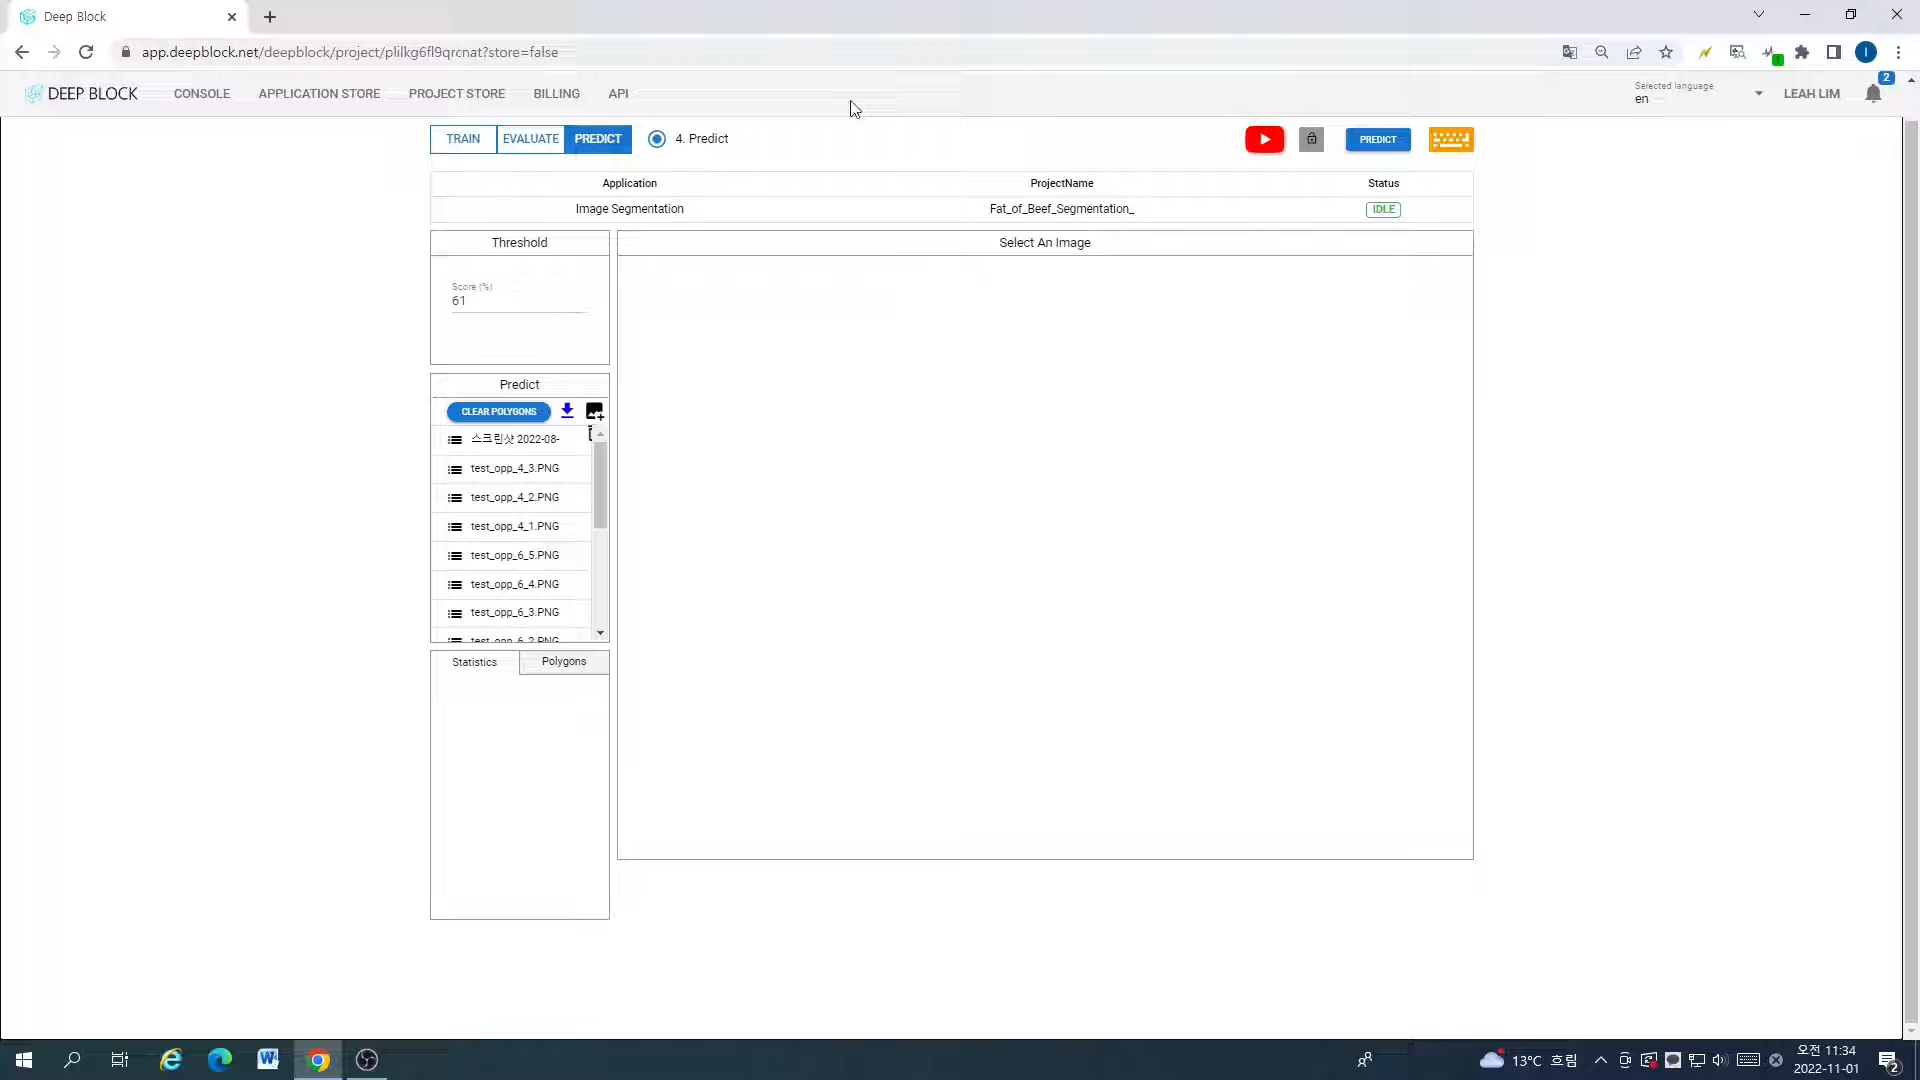 Deep Block
app.deepblock.net/deepblock/project/plilkg6fl9qrcnat?store=false
DEEP BLOCK CONSOLE APPLICATION STORE PROJECT STORE BILLING API
Selected language
en
LEAH LIM
2
TRAIN EVALUATE PREDICT 4. Predict PREDICT
Application ProjectName Status
Image Segmentation Fat_of_Beef_Segmentation_ IDLE
Threshold
Select An Image
Score (%)
61
Predict
CLEAR POLYGONS
스크린샷 2022-08-
test_opp_4_3.PNG
test_opp_4_2.PNG
test_opp_4_1.PNG
test_opp_6_5.PNG
test_opp_6_4.PNG
test_opp_6_3.PNG
test_opp_6_2.PNG
Statistics Polygons
13°C 흐림
오전 11:34
2022-11-01
2